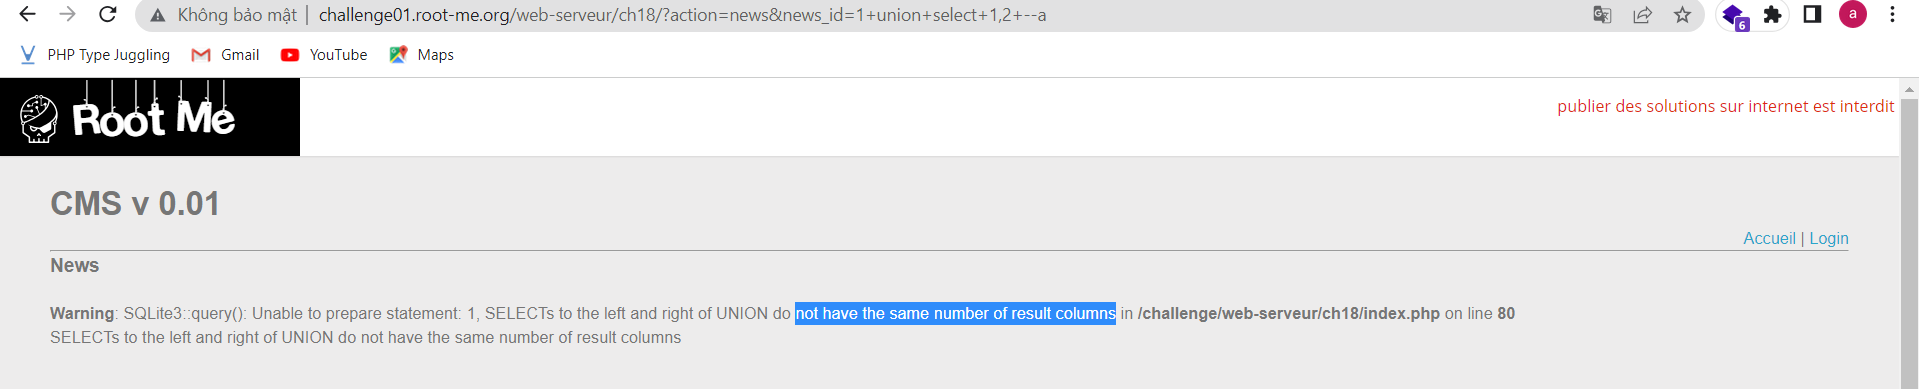 Không bảo mật | challenge01.root-me.org/web-serveur/ch18/?action=news&news_id=1+union+select+1,2+--a
6
a
PHP Type Juggling
Gmail
YouTube
Maps
Root Me
publier des solutions sur internet est interdit
CMS v 0.01
Accueil | Login
News
Warning: SQLite3::query(): Unable to prepare statement: 1, SELECTs to the left and right of UNION do not have the same number of result columns in /challenge/web-serveur/ch18/index.php on line 80
SELECTs to the left and right of UNION do not have the same number of result columns